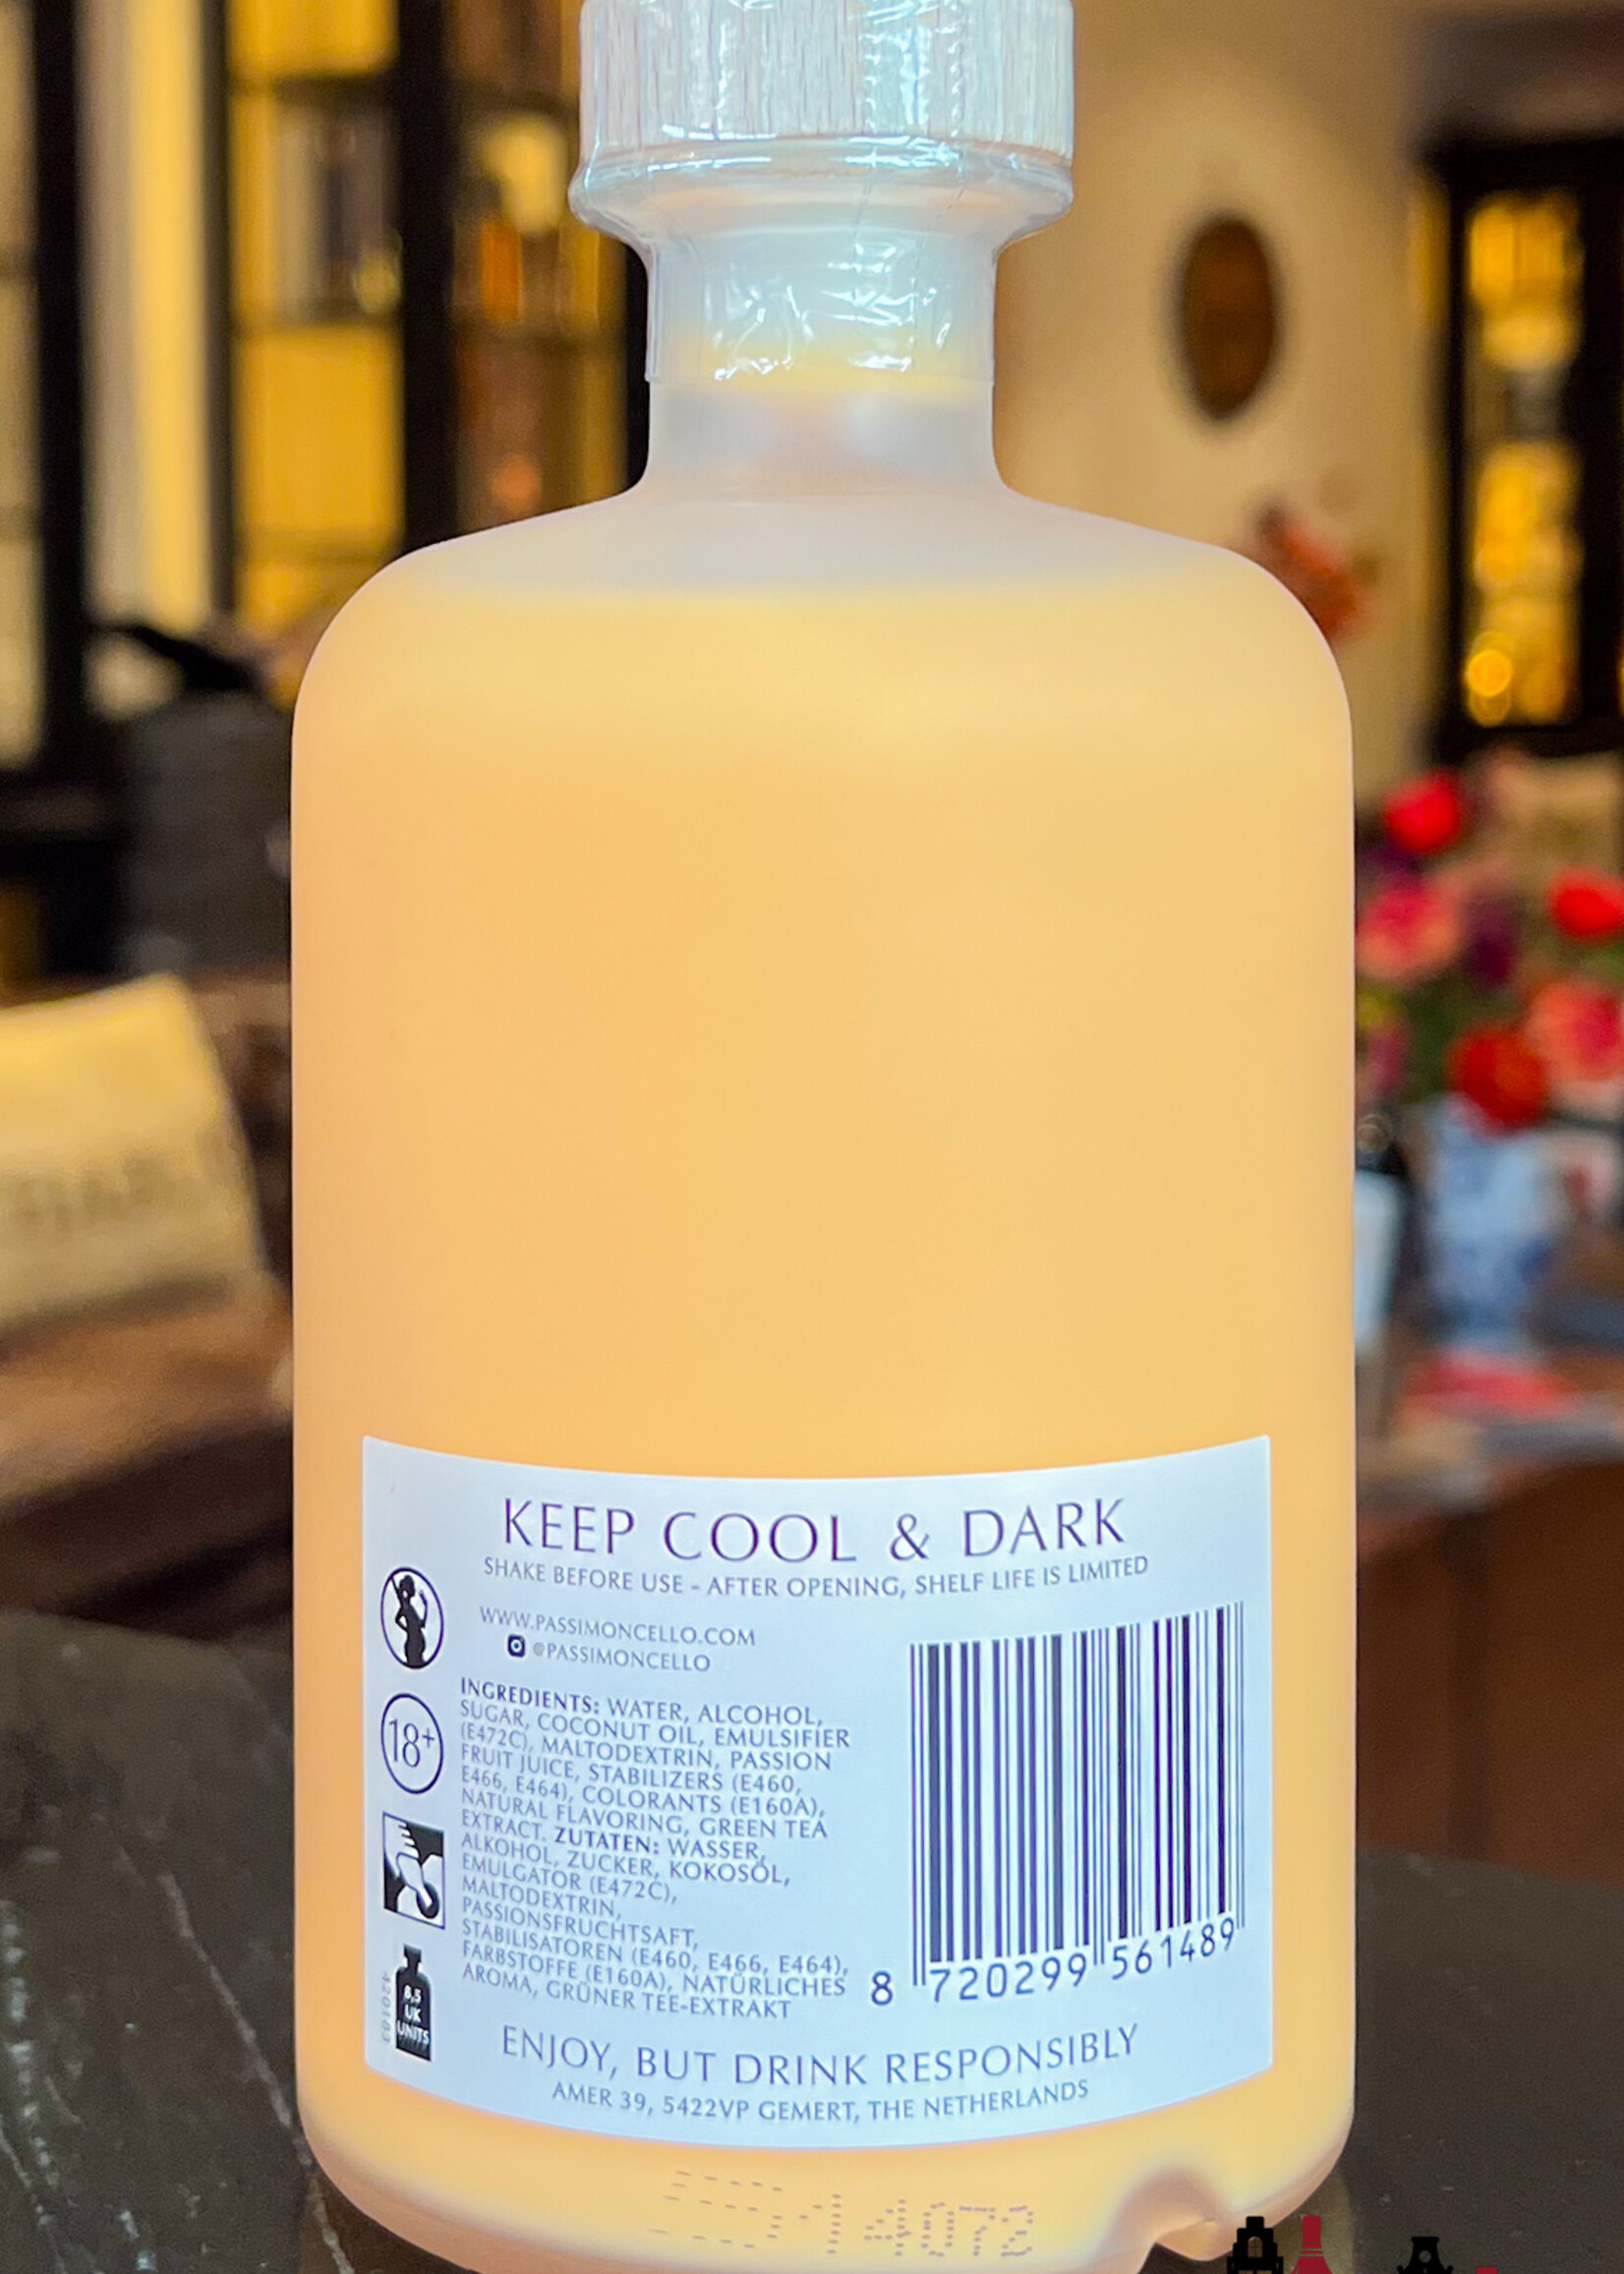 KEEP COOL & DARK
SHAKE BEFORE USE - AFTER OPENING, SHELF LIFE IS LIMITED
WWW.PASSIMONCELLO.COM
@PASSIMONCELLO
18+
INGREDIENTS: WATER, ALCOHOL,
SUGAR, COCONUT OIL, EMULSIFIER
(E472C), MALTODEXTRIN, PASSION
FRUIT JUICE, STABILIZERS (E460,
E466, E464), COLORANTS (E160A),
NATURAL FLAVORING, GREEN TEA
EXTRACT. ZUTATEN: WASSER,
ALKOHOL, ZUCKER, KOKOSÖL,
EMULGATOR (E472C),
MALTODEXTRIN,
PASSIONSFRUCHTSAFT,
STABILISATOREN (E460, E466, E464),
FARBSTOFFE (E160A), NATÜRLICHES
AROMA, GRÜNER TEE-EXTRAKT
8,5
UK
UNITS
8 720299 561489
ENJOY, BUT DRINK RESPONSIBLY
AMER 39, 5422VP GEMERT, THE NETHERLANDS